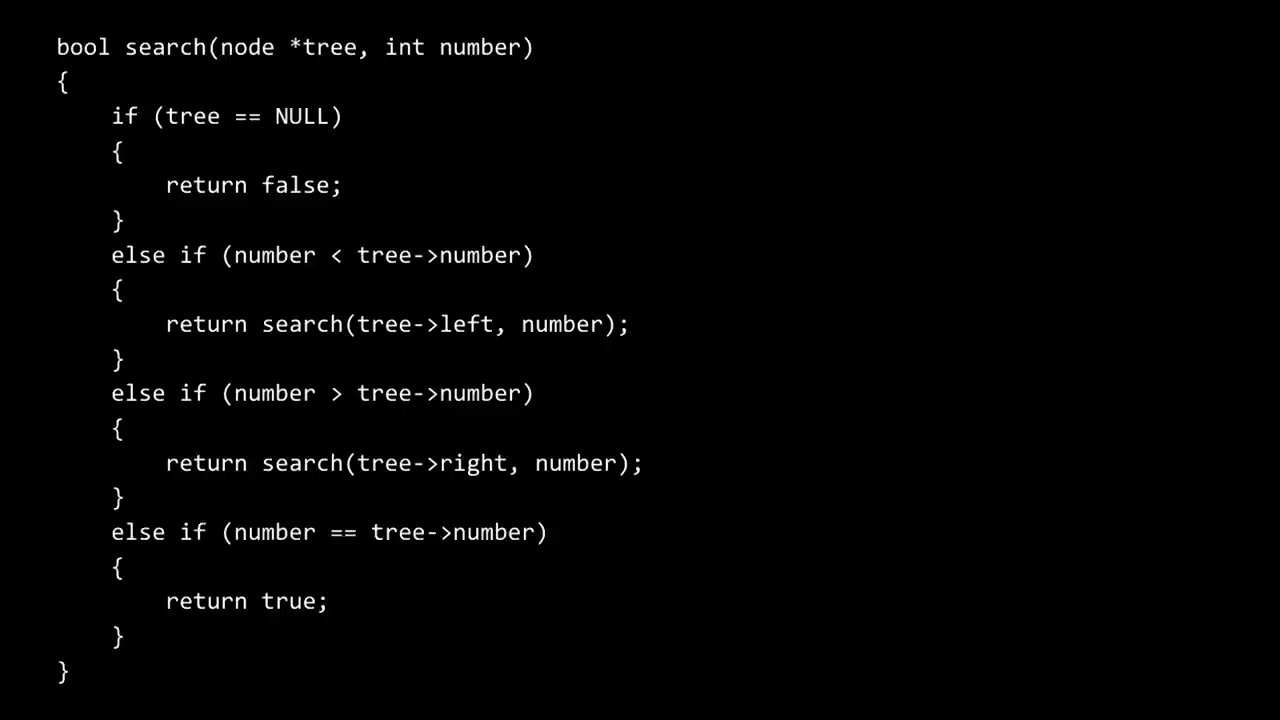 bool search(node *tree, int number)
{
    if (tree == NULL)
    {
        return false;
    }
    else if (number < tree->number)
    {
        return search(tree->left, number);
    }
    else if (number > tree->number)
    {
        return search(tree->right, number);
    }
    else if (number == tree->number)
    {
        return true;
    }
}